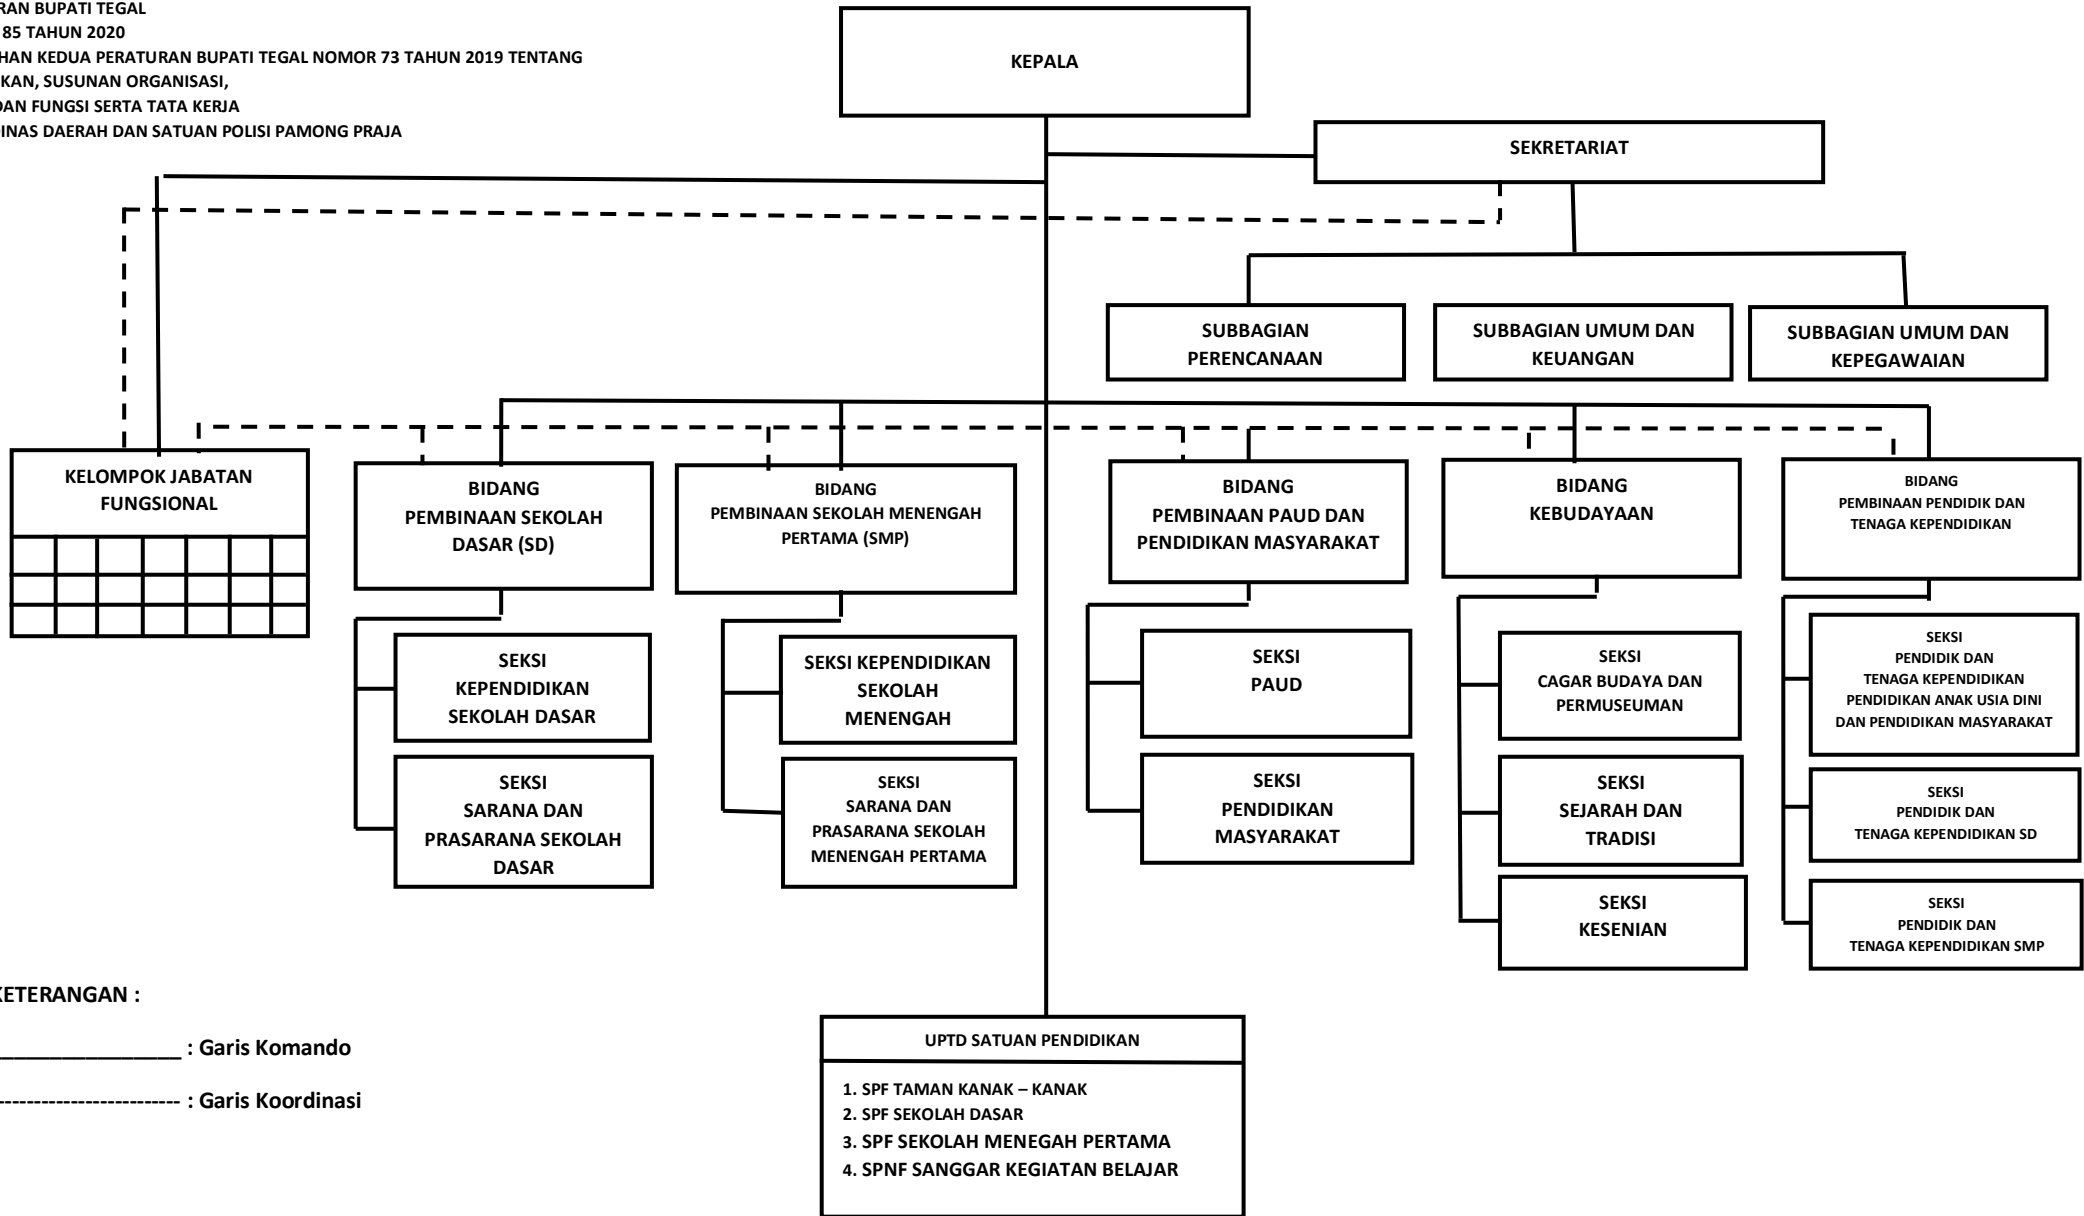 RAN BUPATI TEGAL
85 TAHUN 2020
HAN KEDUA PERATURAN BUPATI TEGAL NOMOR 73 TAHUN 2019 TENTANG
KAN, SUSUNAN ORGANISASI,
DAN FUNGSI SERTA TATA KERJA
DINAS DAERAH DAN SATUAN POLISI PAMONG PRAJA
KEPALA
SEKRETARIAT
SUBBAGIAN
PERENCANAAN
SUBBAGIAN UMUM DAN
KEUANGAN
SUBBAGIAN UMUM DAN
KEPEGAWAIAN
KELOMPOK JABATAN
FUNGSIONAL
BIDANG
PEMBINAAN SEKOLAH
DASAR (SD)
BIDANG
PEMBINAAN SEKOLAH MENENGAH
PERTAMA (SMP)
BIDANG
PEMBINAAN PAUD DAN
PENDIDIKAN MASYARAKAT
BIDANG
KEBUDAYAAN
BIDANG
PEMBINAAN PENDIDIK DAN
TENAGA KEPENDIDIKAN
SEKSI
KEPENDIDIKAN
SEKOLAH DASAR
SEKSI
SARANA DAN
PRASARANA SEKOLAH
DASAR
SEKSI KEPENDIDIKAN
SEKOLAH
MENENGAH
SEKSI
SARANA DAN
PRASARANA SEKOLAH
MENENGAH PERTAMA
SEKSI
PAUD
SEKSI
PENDIDIKAN
MASYARAKAT
SEKSI
CAGAR BUDAYA DAN
PERMUSEUMAN
SEKSI
SEJARAH DAN
TRADISI
SEKSI
KESENIAN
SEKSI
PENDIDIK DAN
TENAGA KEPENDIDIKAN
PENDIDIKAN ANAK USIA DINI
DAN PENDIDIKAN MASYARAKAT
SEKSI
PENDIDIK DAN
TENAGA KEPENDIDIKAN SD
SEKSI
PENDIDIK DAN
TENAGA KEPENDIDIKAN SMP
KETERANGAN :
: Garis Komando
: Garis Koordinasi
UPTD SATUAN PENDIDIKAN
1. SPF TAMAN KANAK – KANAK
2. SPF SEKOLAH DASAR
3. SPF SEKOLAH MENEGAH PERTAMA
4. SPNF SANGGAR KEGIATAN BELAJAR